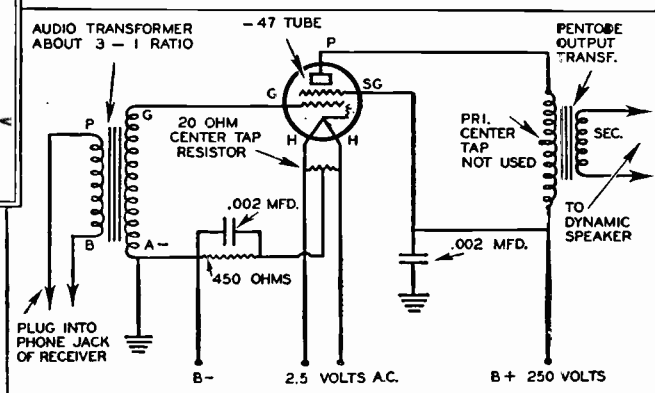 AUDIO TRANSFORMER
ABOUT 3 – 1 RATIO
-47 TUBE
P
PENTODE
OUTPUT
TRANSF.
G
SG
P
G
20 OHM
CENTER TAP
RESISTOR
H
H
PRI.
CENTER
TAP
NOT USED
SEC.
.002 MFD.
TO
DYNAMIC
SPEAKER
B
A-
450 OHMS
.002 MFD.
PLUG INTO
PHONE JACK
OF RECEIVER
B-
2.5 VOLTS A.C.
B+ 250 VOLTS